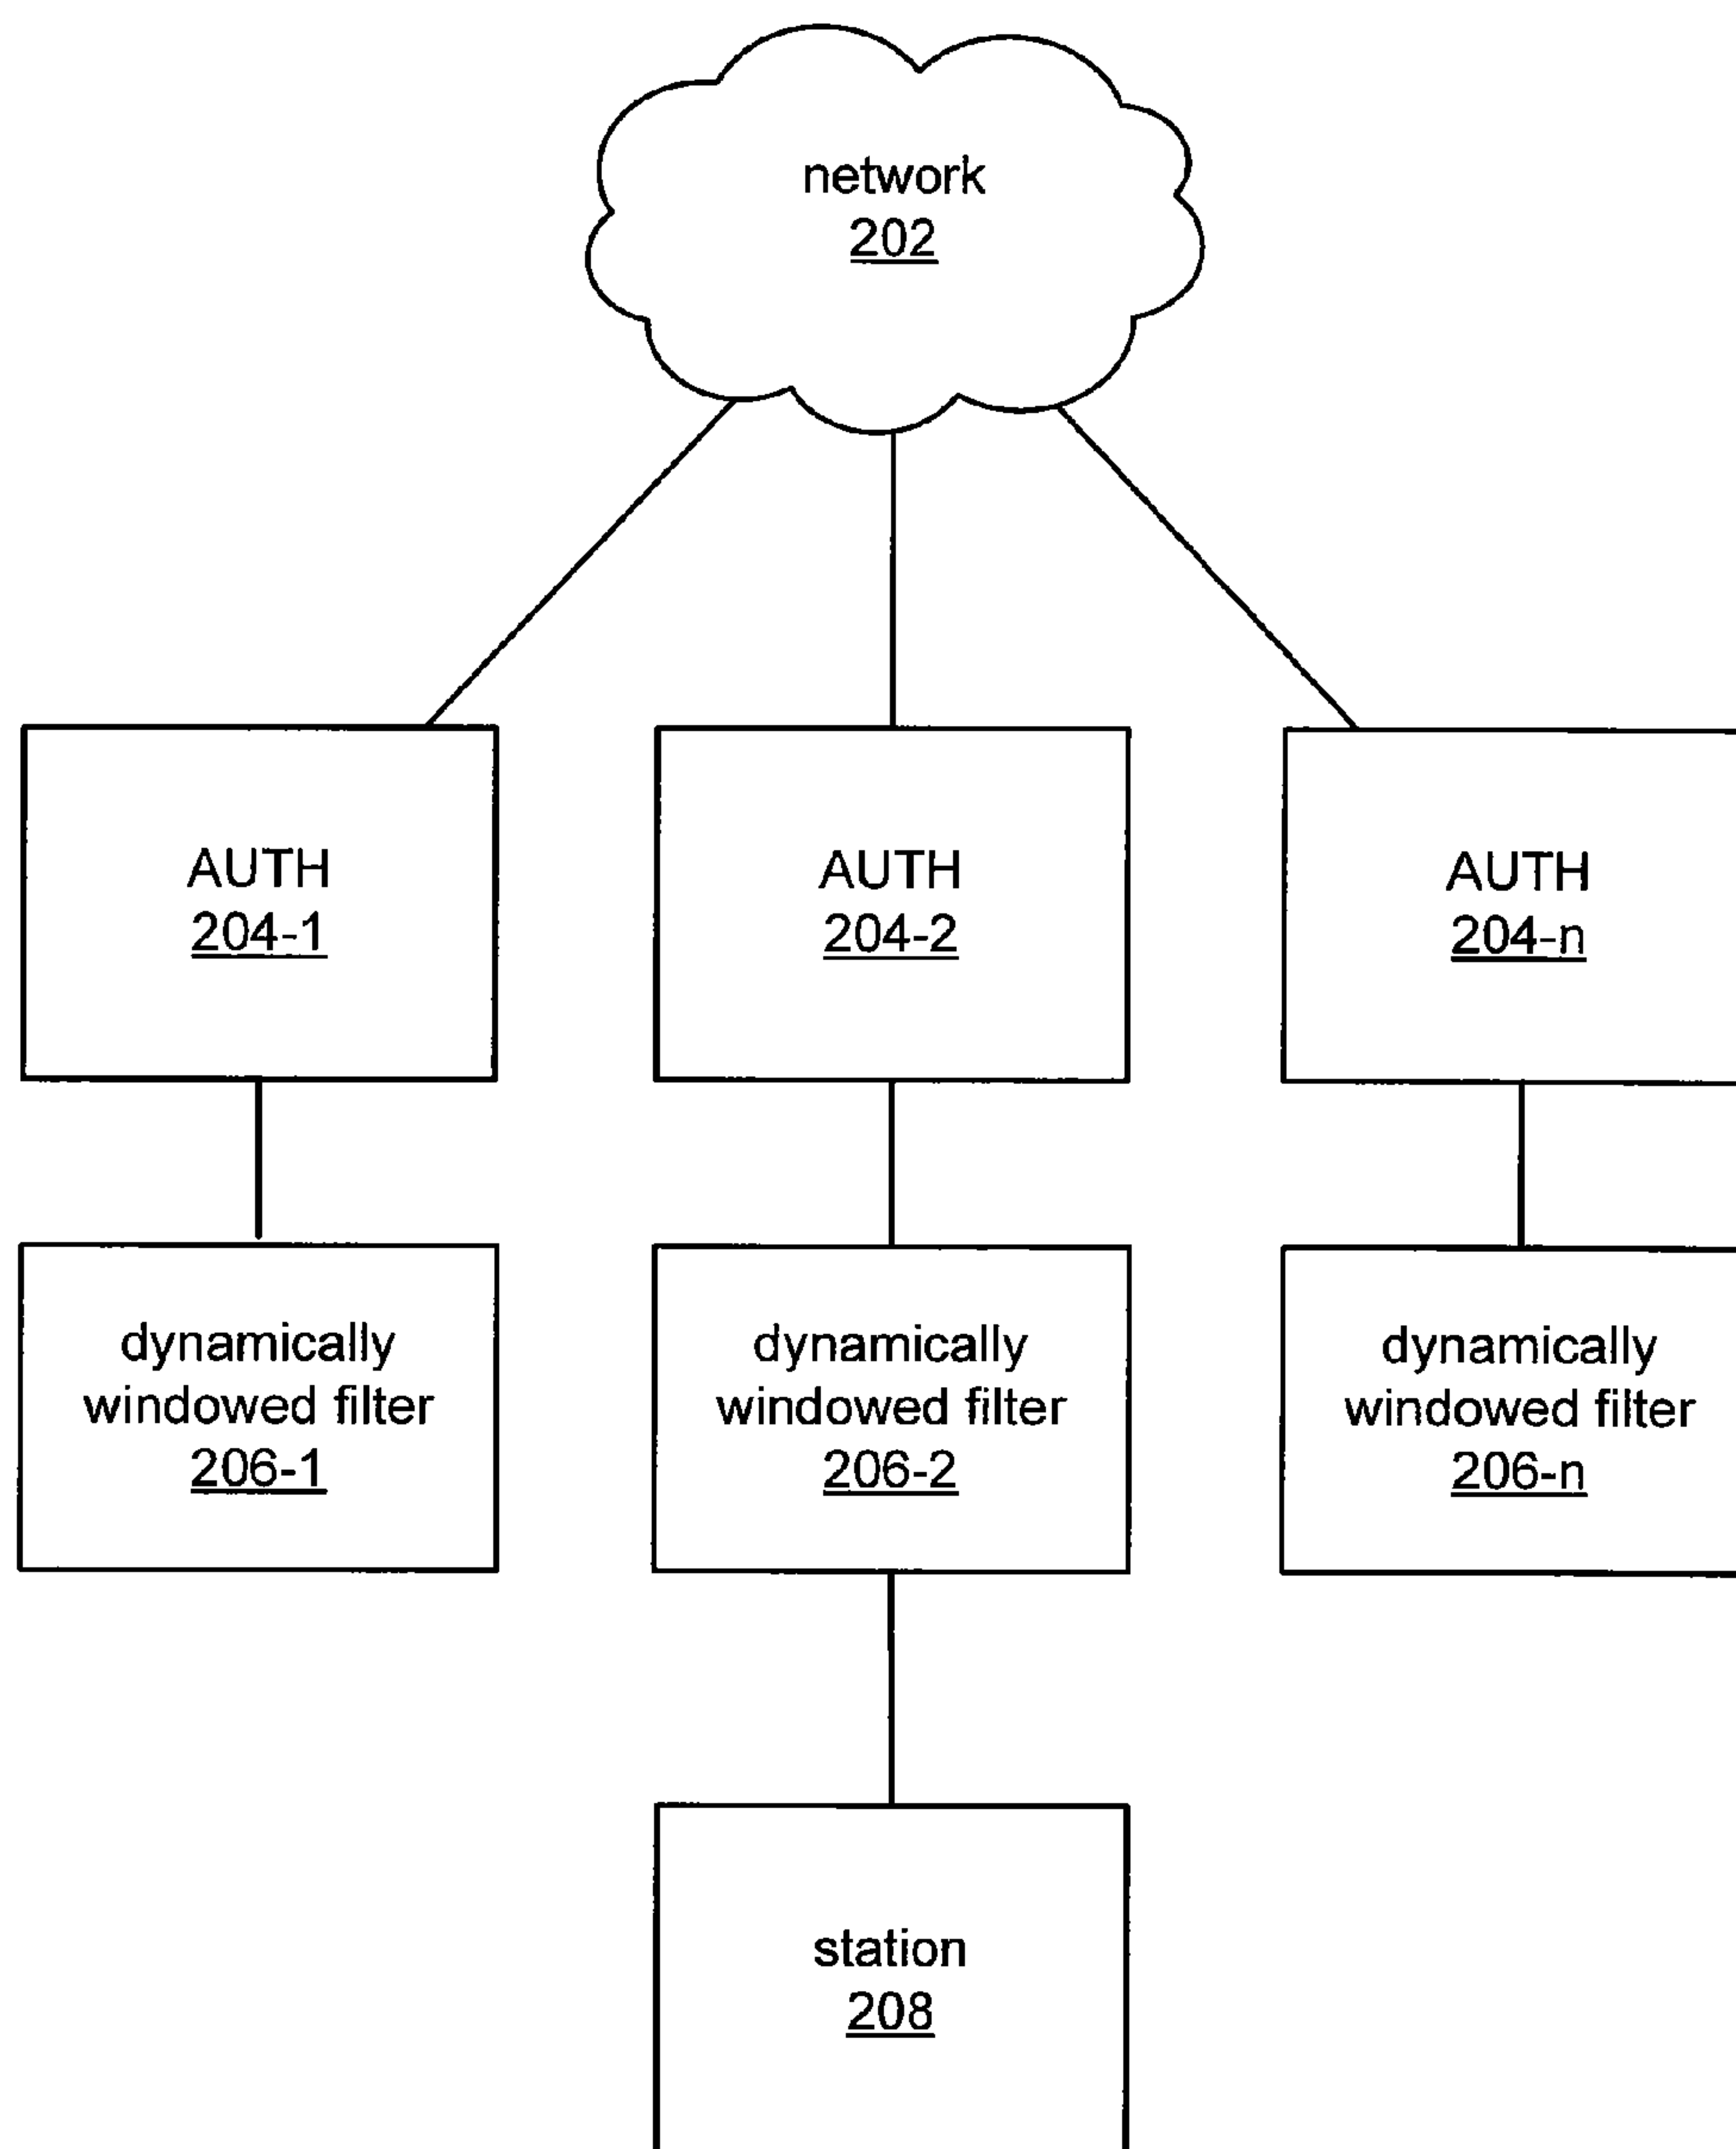 network
202
AUTH
204-1
AUTH
204-2
AUTH
204-n
dynamically
windowed filter
206-1
dynamically
windowed filter
206-2
dynamically
windowed filter
206-n
station
208